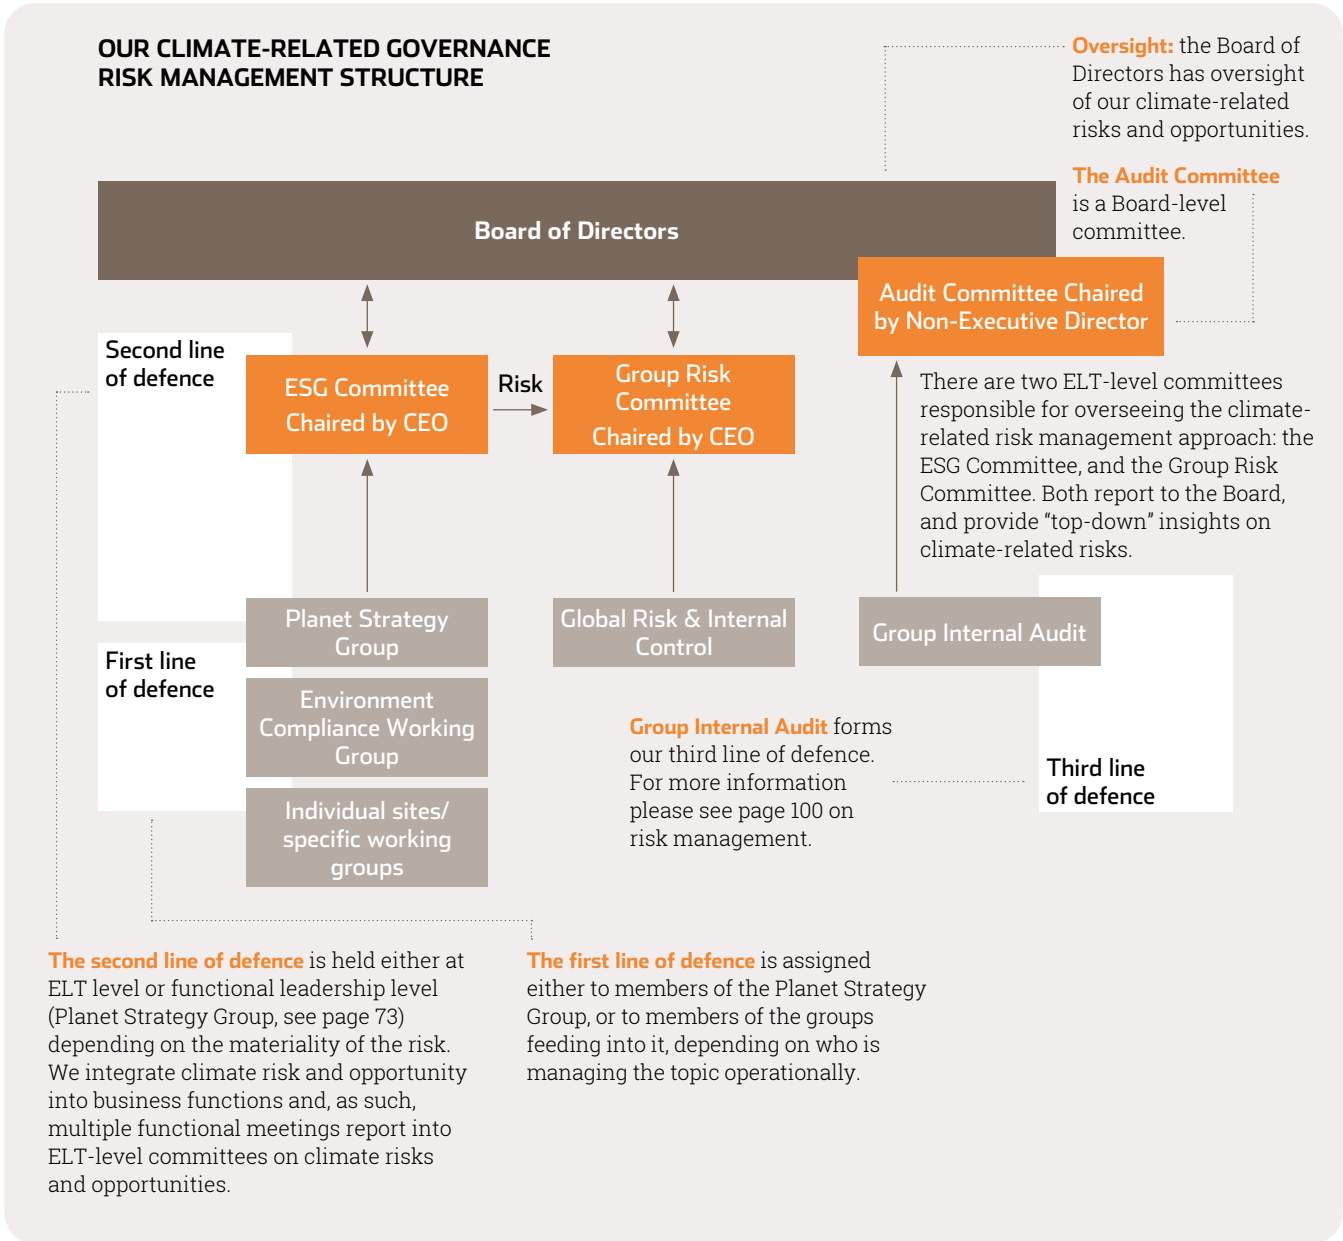 OUR CLIMATE-RELATED GOVERNANCE
RISK MANAGEMENT STRUCTURE
Oversight: the Board of
Directors has oversight
of our climate-related
risks and opportunities.
The Audit Committee
is a Board-level
committee.
Board of Directors
Audit Committee Chaired
by Non-Executive Director
Second line
of defence
ESG Committee
Chaired by CEO
Risk
Group Risk
Committee
Chaired by CEO
There are two ELT-level committees
responsible for overseeing the climate-
related risk management approach: the
ESG Committee, and the Group Risk
Committee. Both report to the Board,
and provide “top-down” insights on
climate-related risks.
Planet Strategy
Group
Global Risk & Internal
Control
Group Internal Audit
First line
of defence
Environment
Compliance Working
Group
Individual sites/
specific working
groups
Group Internal Audit forms
our third line of defence.
For more information
please see page 100 on
risk management.
Third line
of defence
The second line of defence is held either at
ELT level or functional leadership level
(Planet Strategy Group, see page 73)
depending on the materiality of the risk.
We integrate climate risk and opportunity
into business functions and, as such,
multiple functional meetings report into
ELT-level committees on climate risks
and opportunities.
The first line of defence is assigned
either to members of the Planet Strategy
Group, or to members of the groups
feeding into it, depending on who is
managing the topic operationally.